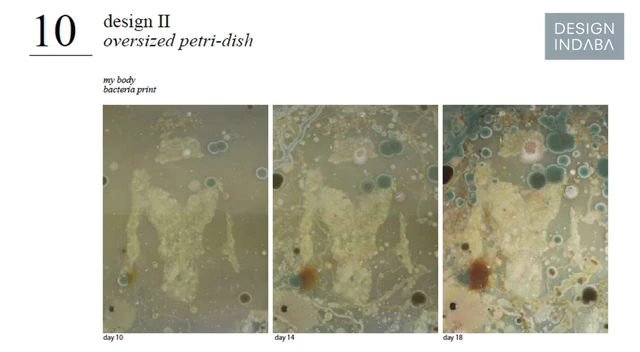 10
design II
oversized petri-dish
DESIGN
INDABA
my body
bacteria print
day 10
day 14
day 18